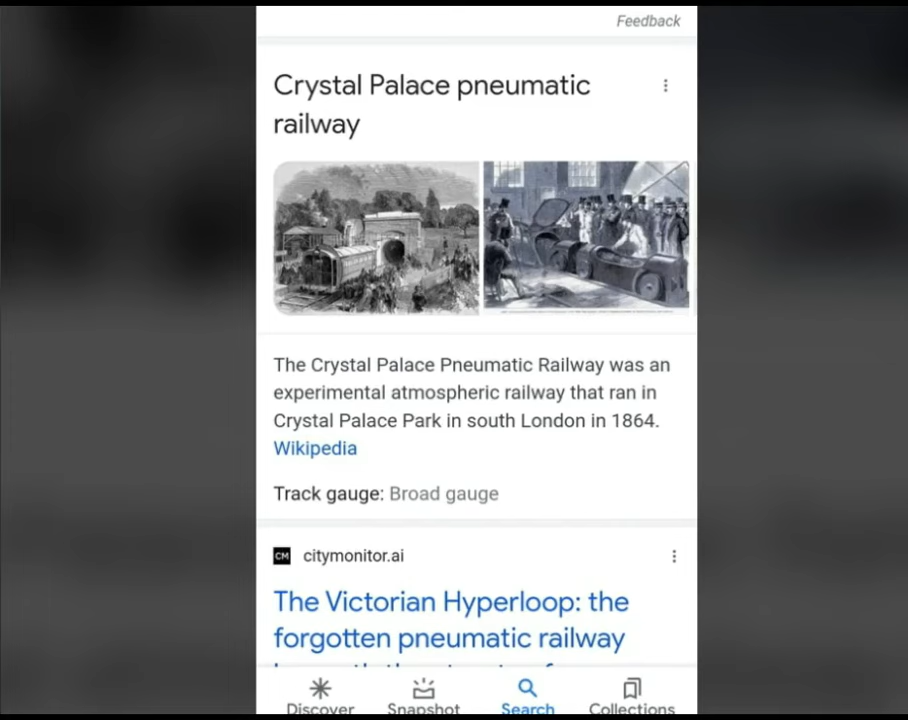 Feedback
Crystal Palace pneumatic
railway
The Crystal Palace Pneumatic Railway was an
experimental atmospheric railway that ran in
Crystal Palace Park in south London in 1864.
Wikipedia
Track gauge: Broad gauge
CM citymonitor.ai
The Victorian Hyperloop: the
forgotten pneumatic railway
Discover Snapshot Search Collections